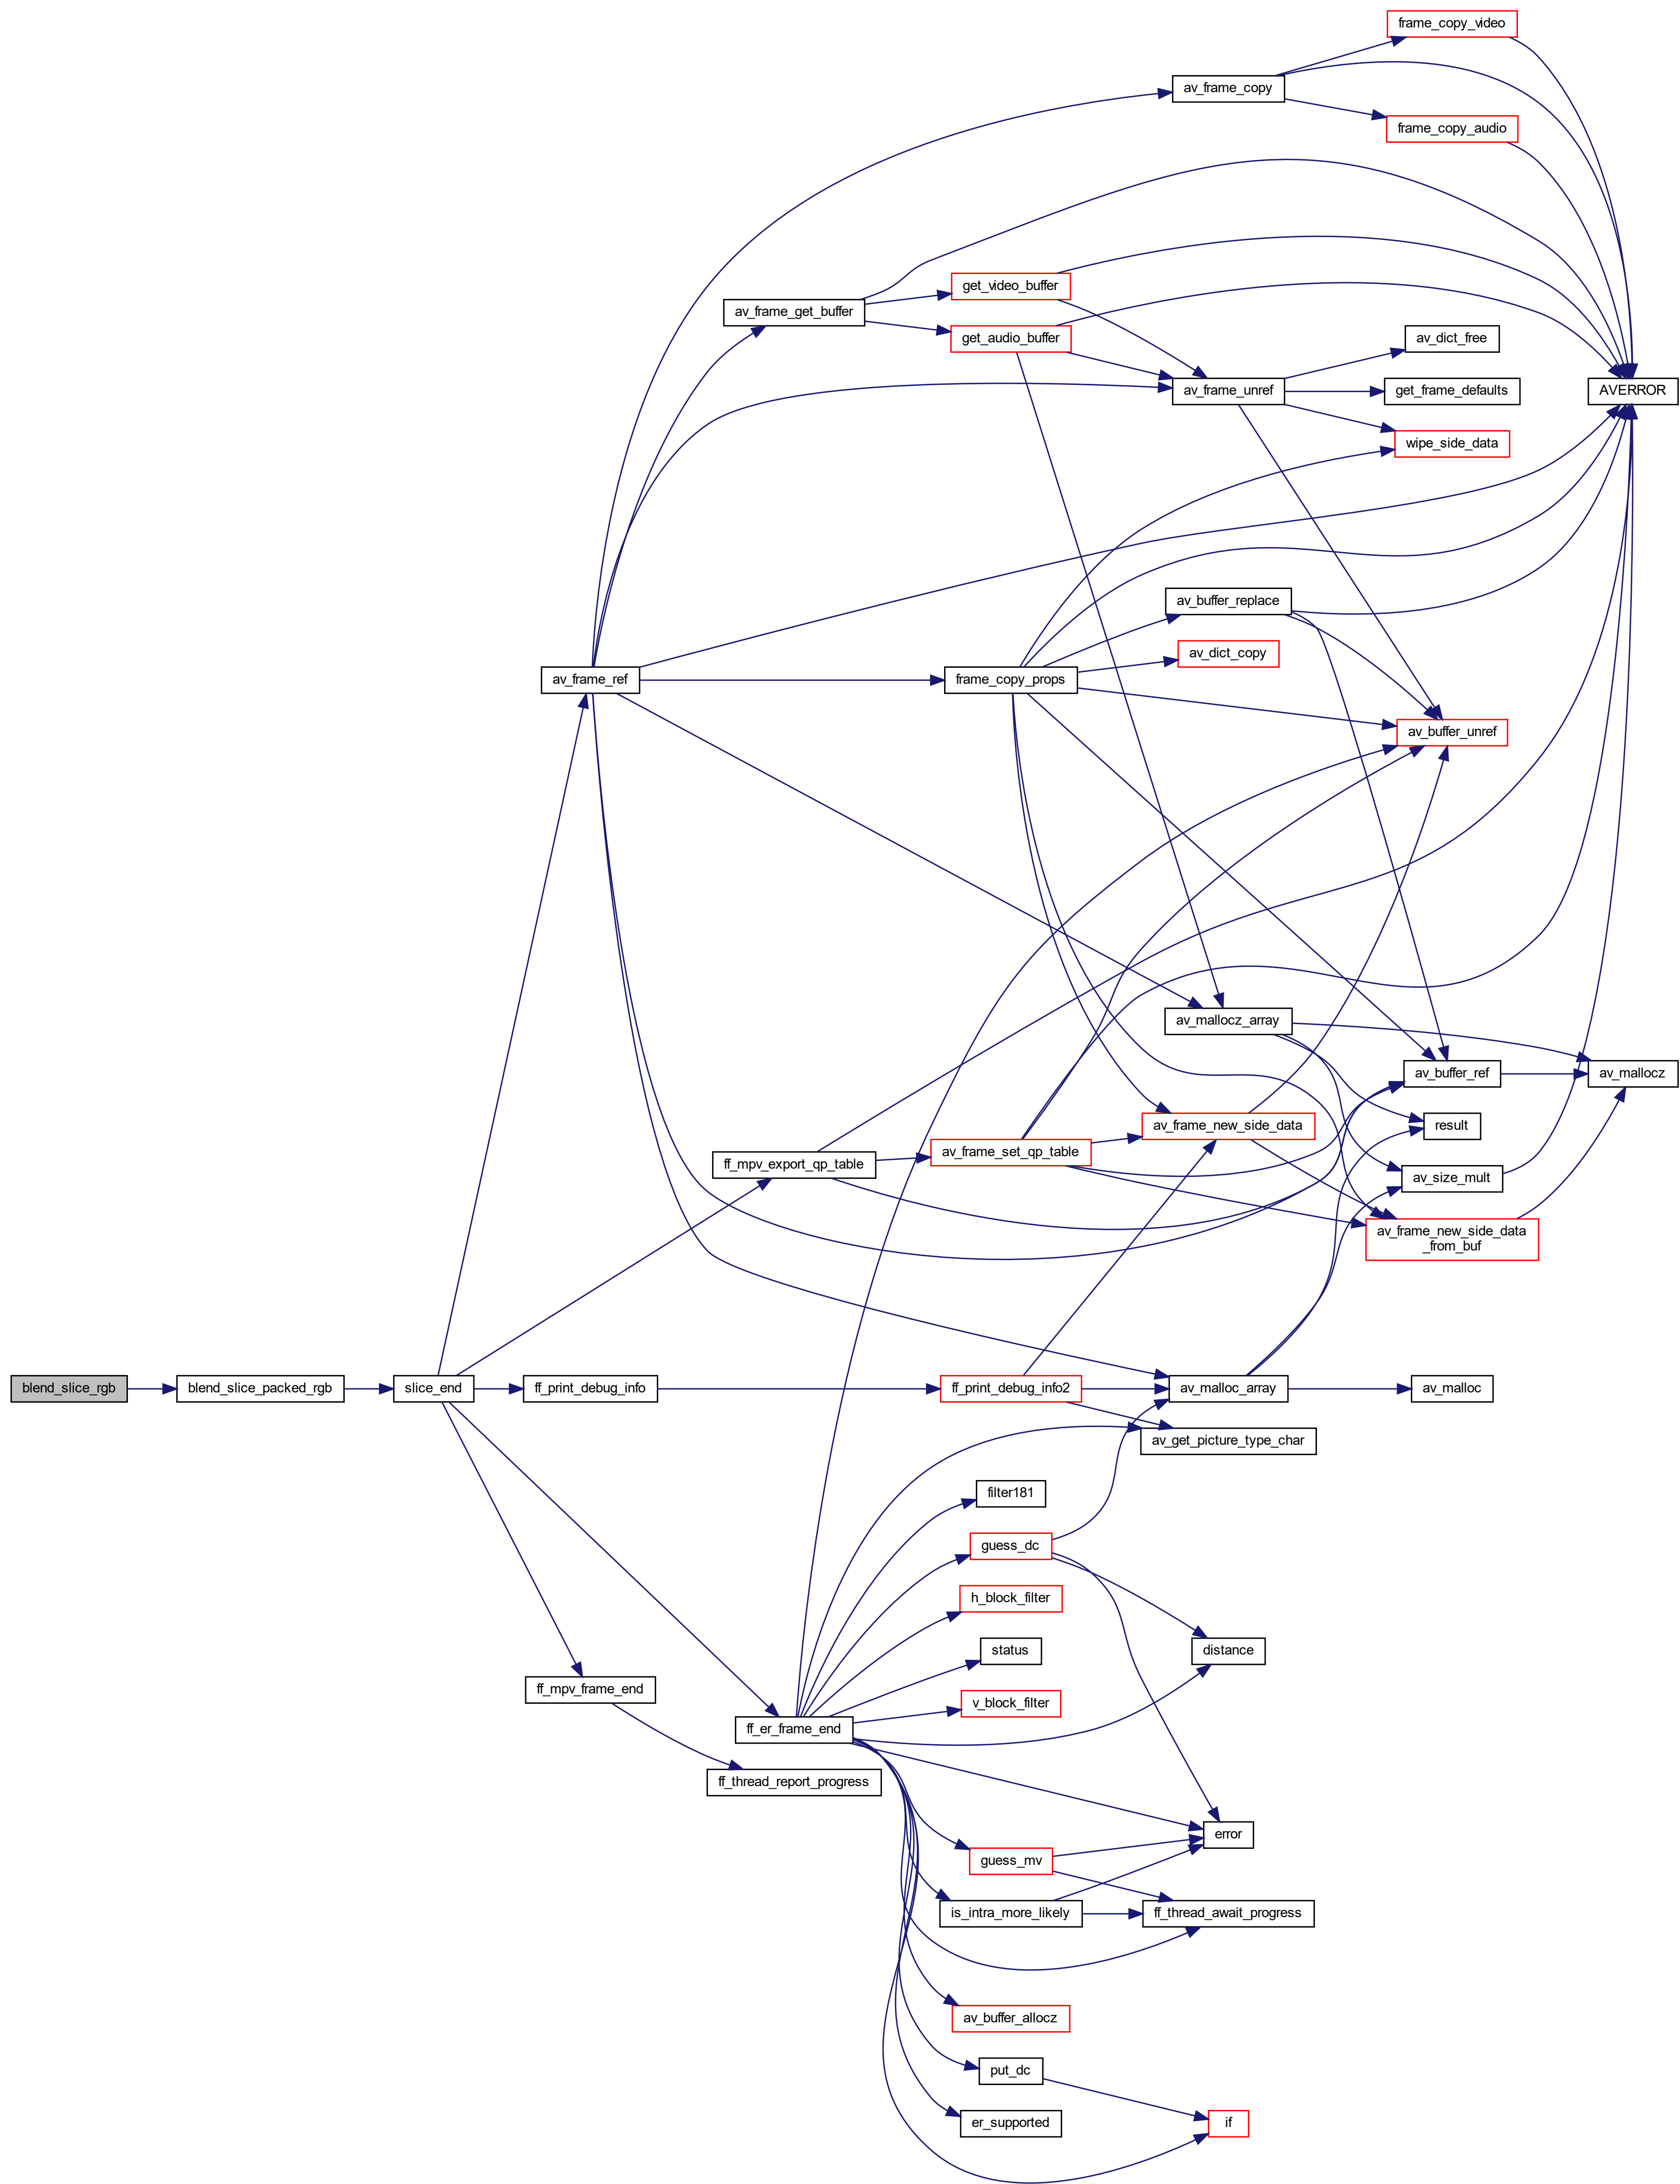 frame_copy_video
av_frame_copy
frame_copy_audio
get_video_buffer
av_frame_get_buffer
get_audio_buffer
av_dict_free
av_frame_unref
get_frame_defaults
AVERROR
wipe_side_data
av_buffer_replace
av_dict_copy
av_frame_ref
frame_copy_props
av_buffer_unref
av_mallocz_array
av_buffer_ref
av_mallocz
av_frame_new_side_data
result
ff_mpv_export_qp_table
av_frame_set_qp_table
av_size_mult
av_frame_new_side_data
_from_buf
blend_slice_rgb
blend_slice_packed_rgb
slice_end
ff_print_debug_info
ff_print_debug_info2
av_malloc_array
av_malloc
av_get_picture_type_char
filter181
guess_dc
h_block_filter
status
distance
ff_mpv_frame_end
v_block_filter
ff_er_frame_end
ff_thread_report_progress
error
guess_mv
is_intra_more_likely
ff_thread_await_progress
av_buffer_allocz
put_dc
er_supported
if